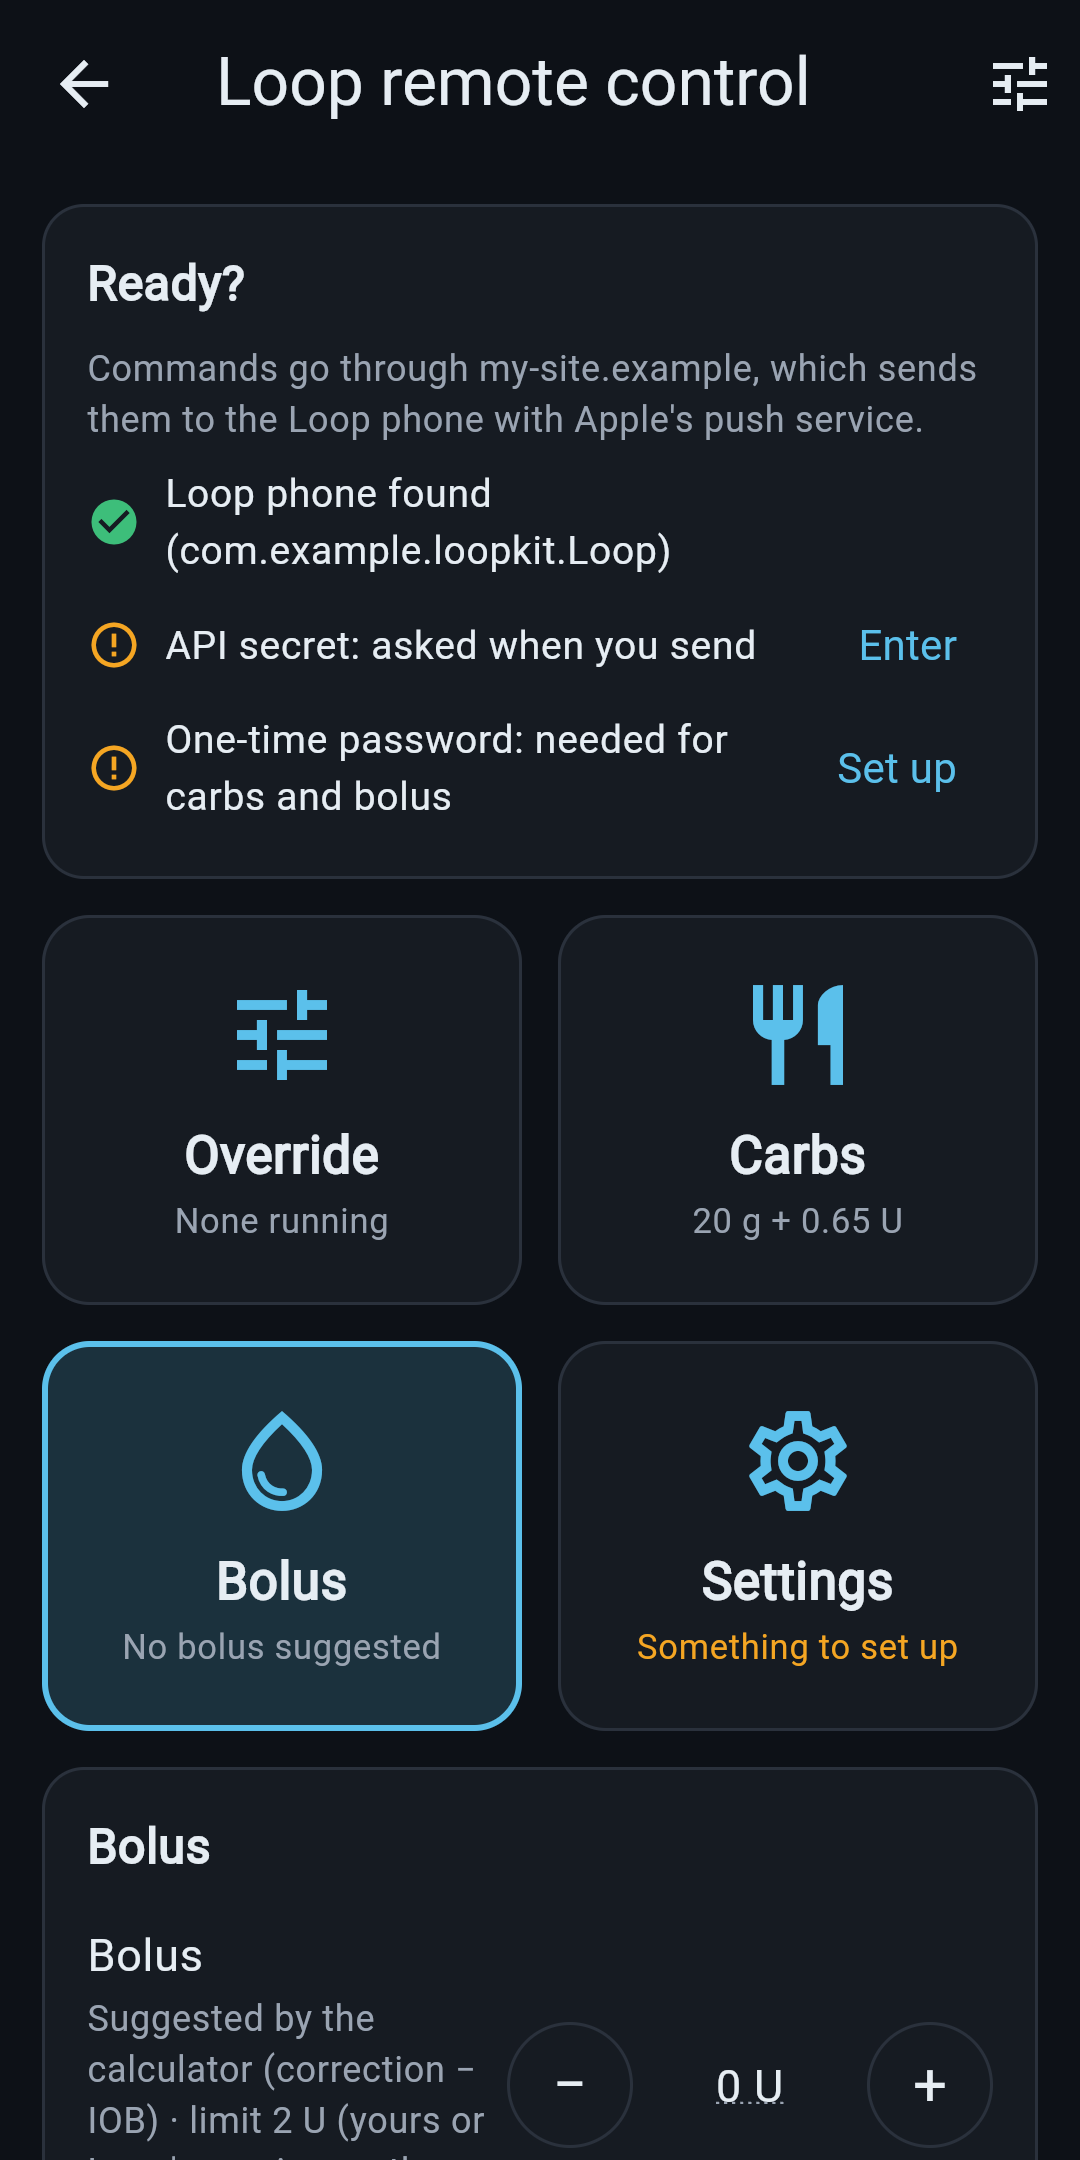 Loop remote control
Ready?
Commands go through my-site.example, which sends
them to the Loop phone with Apple's push service.
Loop phone found
(com.example.loopkit.Loop)
API secret: asked when you send
Enter
One-time password: needed for
carbs and bolus
Set up
Override
None running
Carbs
20 g + 0.65 U
Bolus
No bolus suggested
Settings
Something to set up
Bolus
Bolus
Suggested by the
calculator (correction −
IOB) · limit 2 U (yours or
−
0 U
+